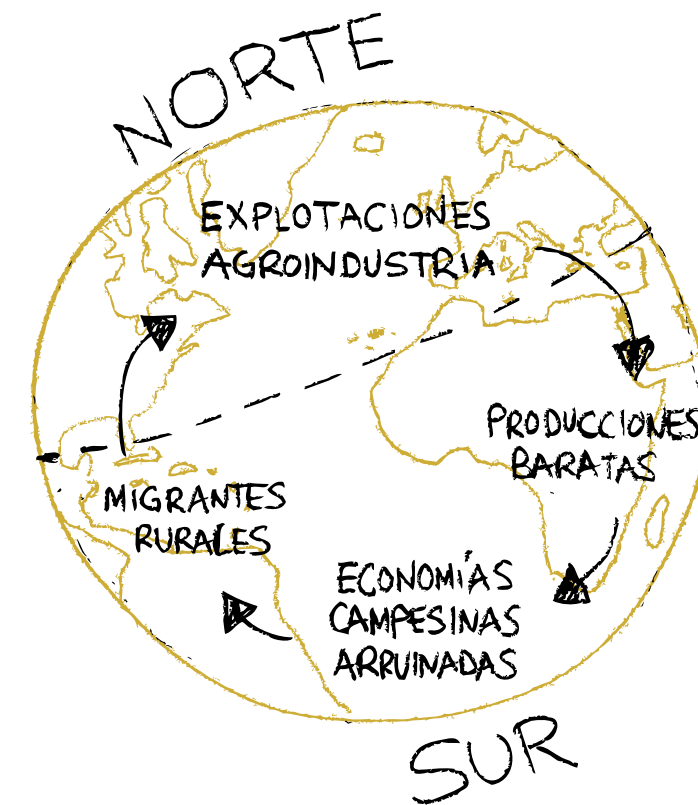 NORTE
EXPLOTACIONES
AGROINDUSTRIA
PRODUCCIONES
BARATAS
MIGRANTES
RURALES
ECONOMÍAS
CAMPESINAS
ARRUINADAS
SUR